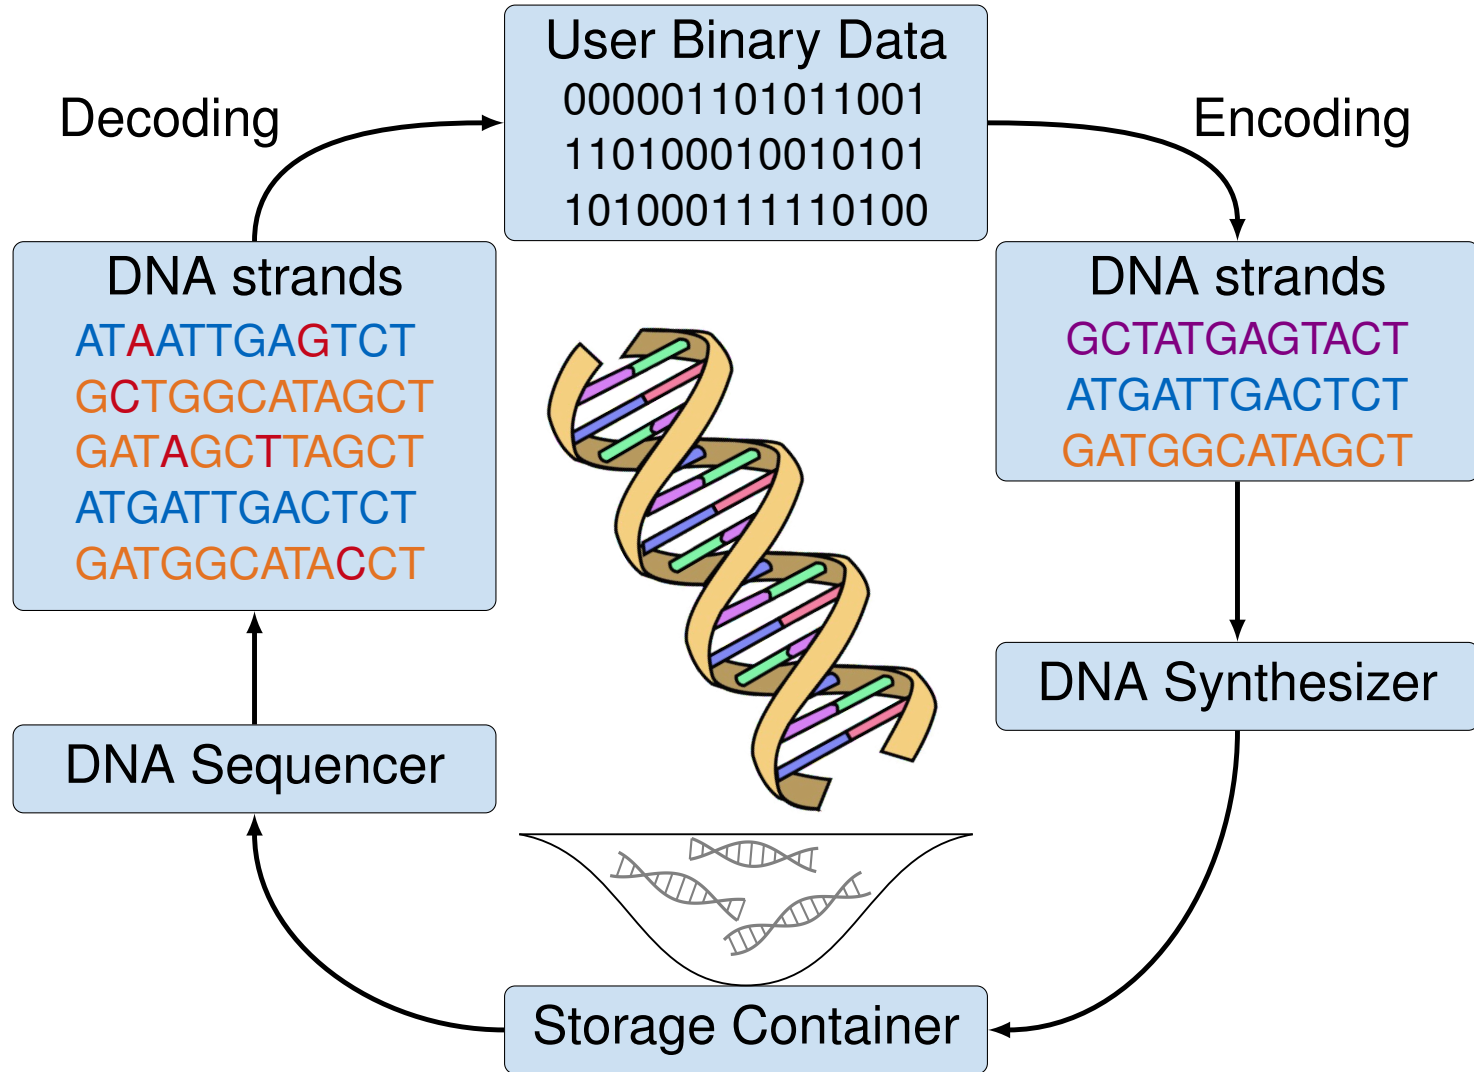 User Binary Data
000001101011001
110100010010101
101000111110100
Decoding
Encoding
DNA strands
ATAATTGAGTCT
GCTGGCATAGCT
GATAGCTTAGCT
ATGATTGACTCT
GATGGCATACCT
DNA strands
GCTATGAGTACT
ATGATTGACTCT
GATGGCATAGCT
DNA Synthesizer
DNA Sequencer
Storage Container